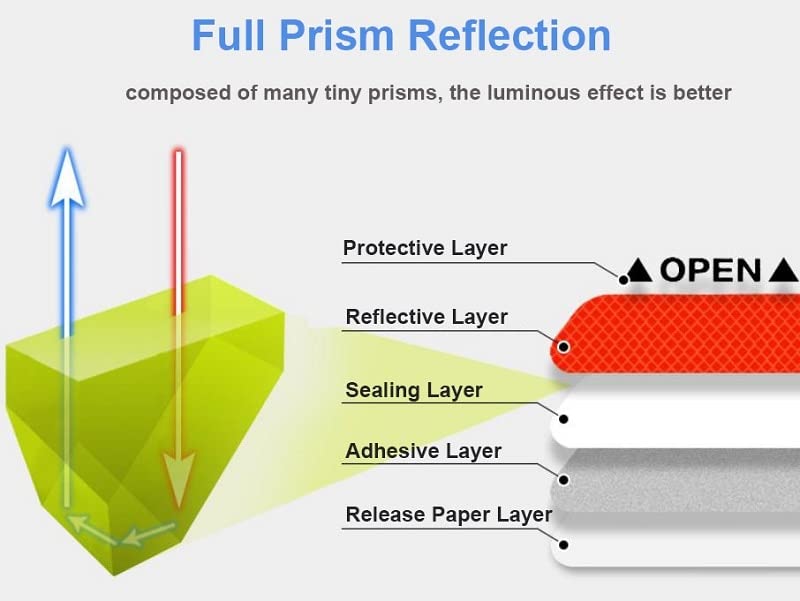 Full Prism Reflection
composed of many tiny prisms, the luminous effect is better
Protective Layer
▲ OPEN ▲
Reflective Layer
Sealing Layer
Adhesive Layer
Release Paper Layer